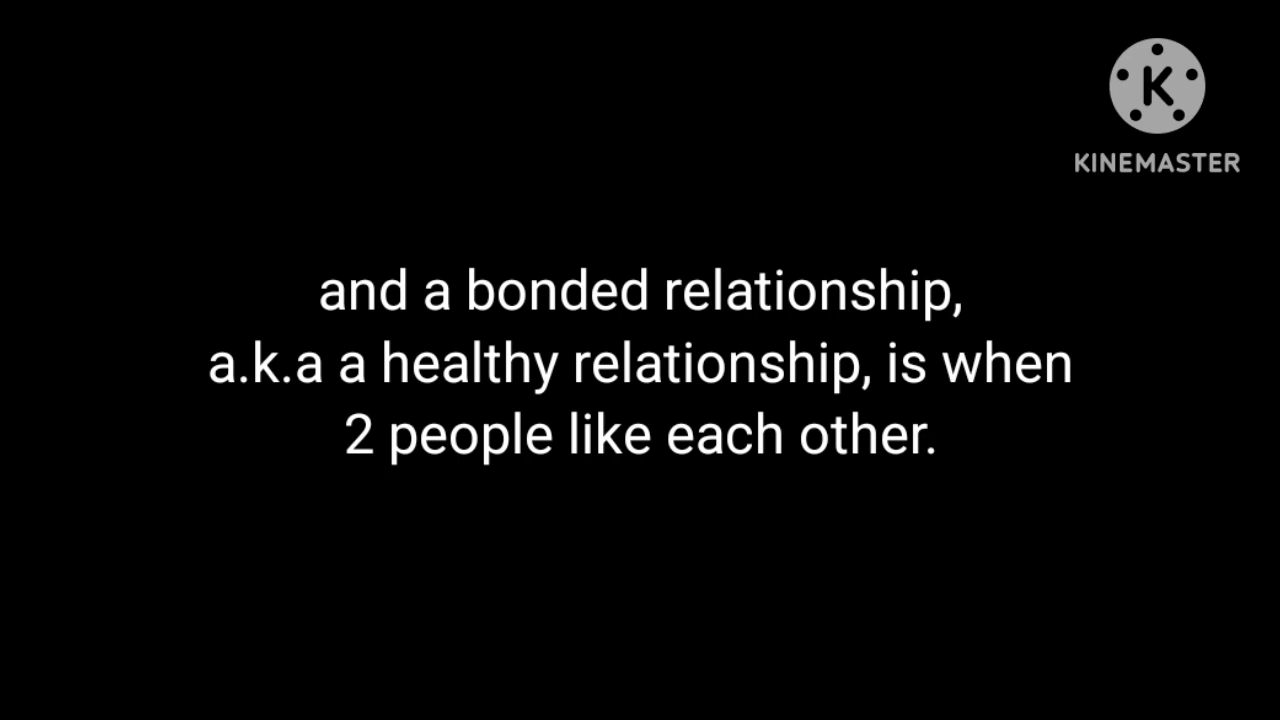 K
KINEMASTER
and a bonded relationship,
a.k.a a healthy relationship, is when
2 people like each other.